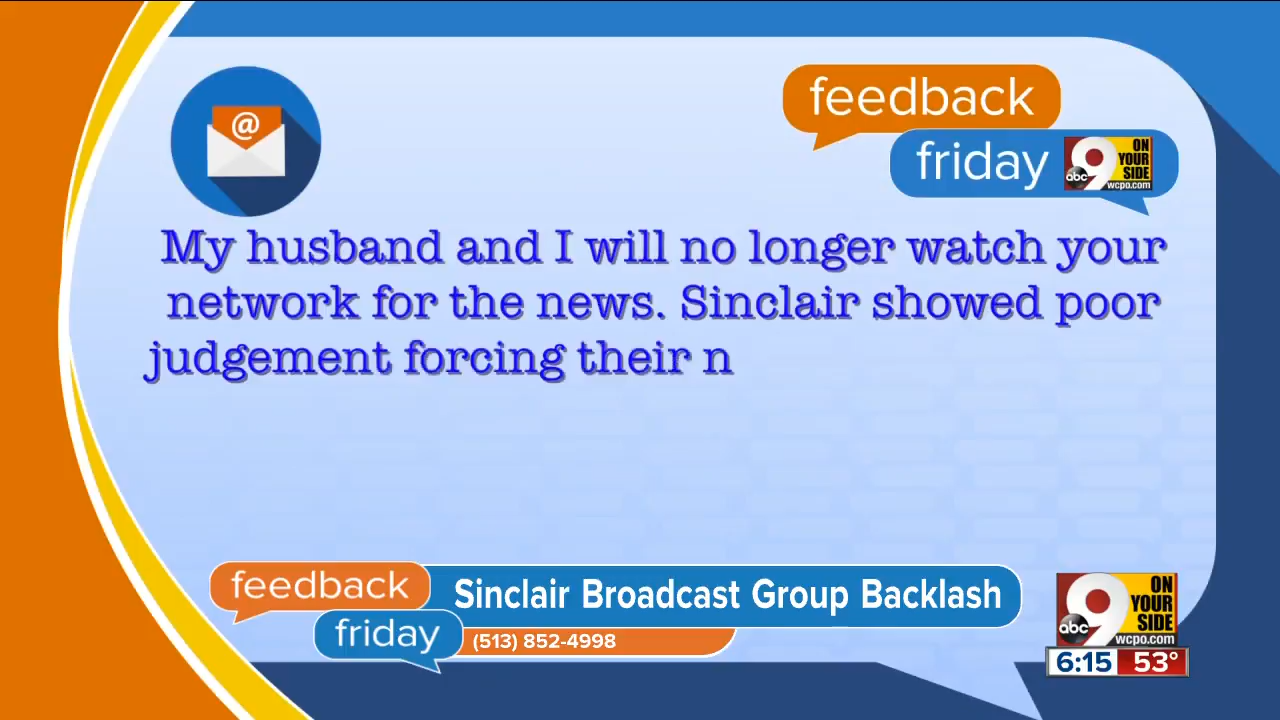 @
feedback
friday
abc 9 ON YOUR SIDE wcpo.com
My husband and I will no longer watch your
network for the news. Sinclair showed poor
judgement forcing their n
feedback
friday
Sinclair Broadcast Group Backlash
(513) 852-4998
abc 9 ON YOUR SIDE wcpo.com
6:15 53°